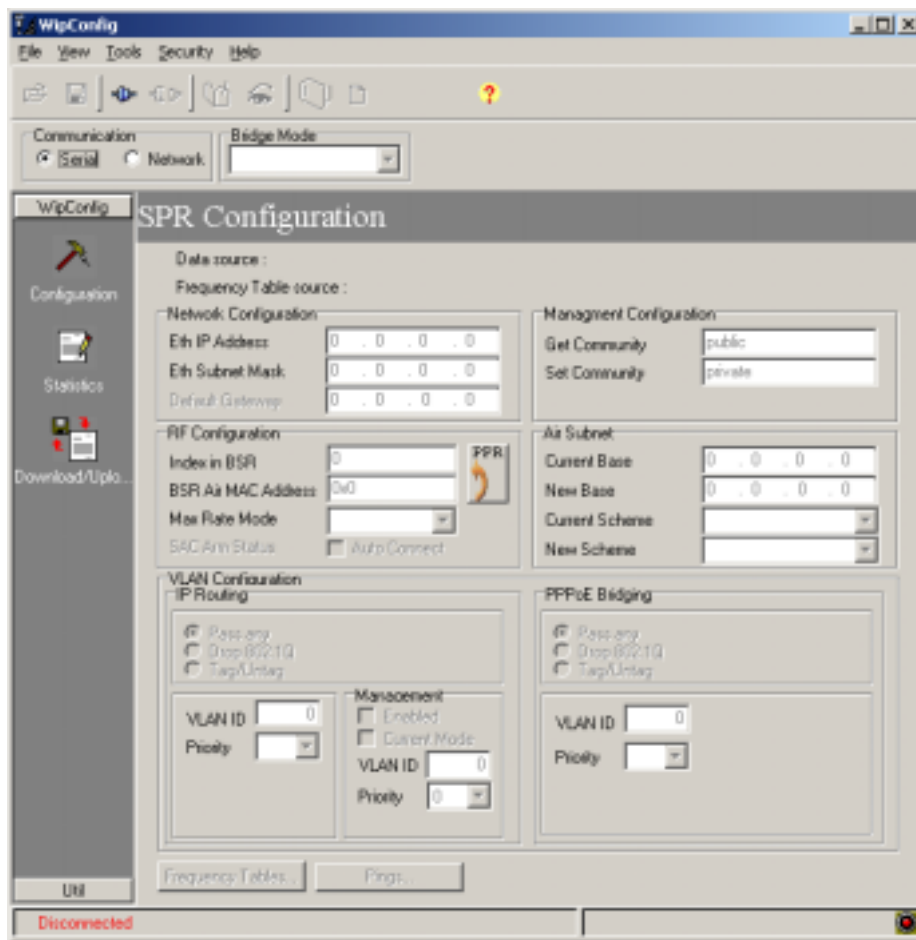 WipConfig
File View Tools Security Help
?
Communication
Serial
Network
Bridge Mode
WipConfig
Configuration
Statistics
Download/Uplo...
Util
SPR Configuration
Data source :
Frequency Table source :
Network Configuration
Eth IP Address 0 . 0 . 0 . 0
Eth Subnet Mask 0 . 0 . 0 . 0
Default Gateway 0 . 0 . 0 . 0
Managment Configuration
Get Community public
Set Community private
RF Configuration
Index in BSR 0
BSR Air MAC Address 0x0
Max Rate Mode
SAC Arm Status Auto Connect
PPR
Air Subnet
Current Base 0 . 0 . 0 . 0
New Base 0 . 0 . 0 . 0
Current Scheme
New Scheme
VLAN Configuration
IP Routing
Pass any
Drop 802.1Q
Tag/Untag
VLAN ID 0
Priority
Management
Enabled
Current Mode
VLAN ID 0
Priority 0
PPPoE Bridging
Pass any
Drop 802.1Q
Tag/Untag
VLAN ID 0
Priority
Frequency Tables...
Pings...
Disconnected